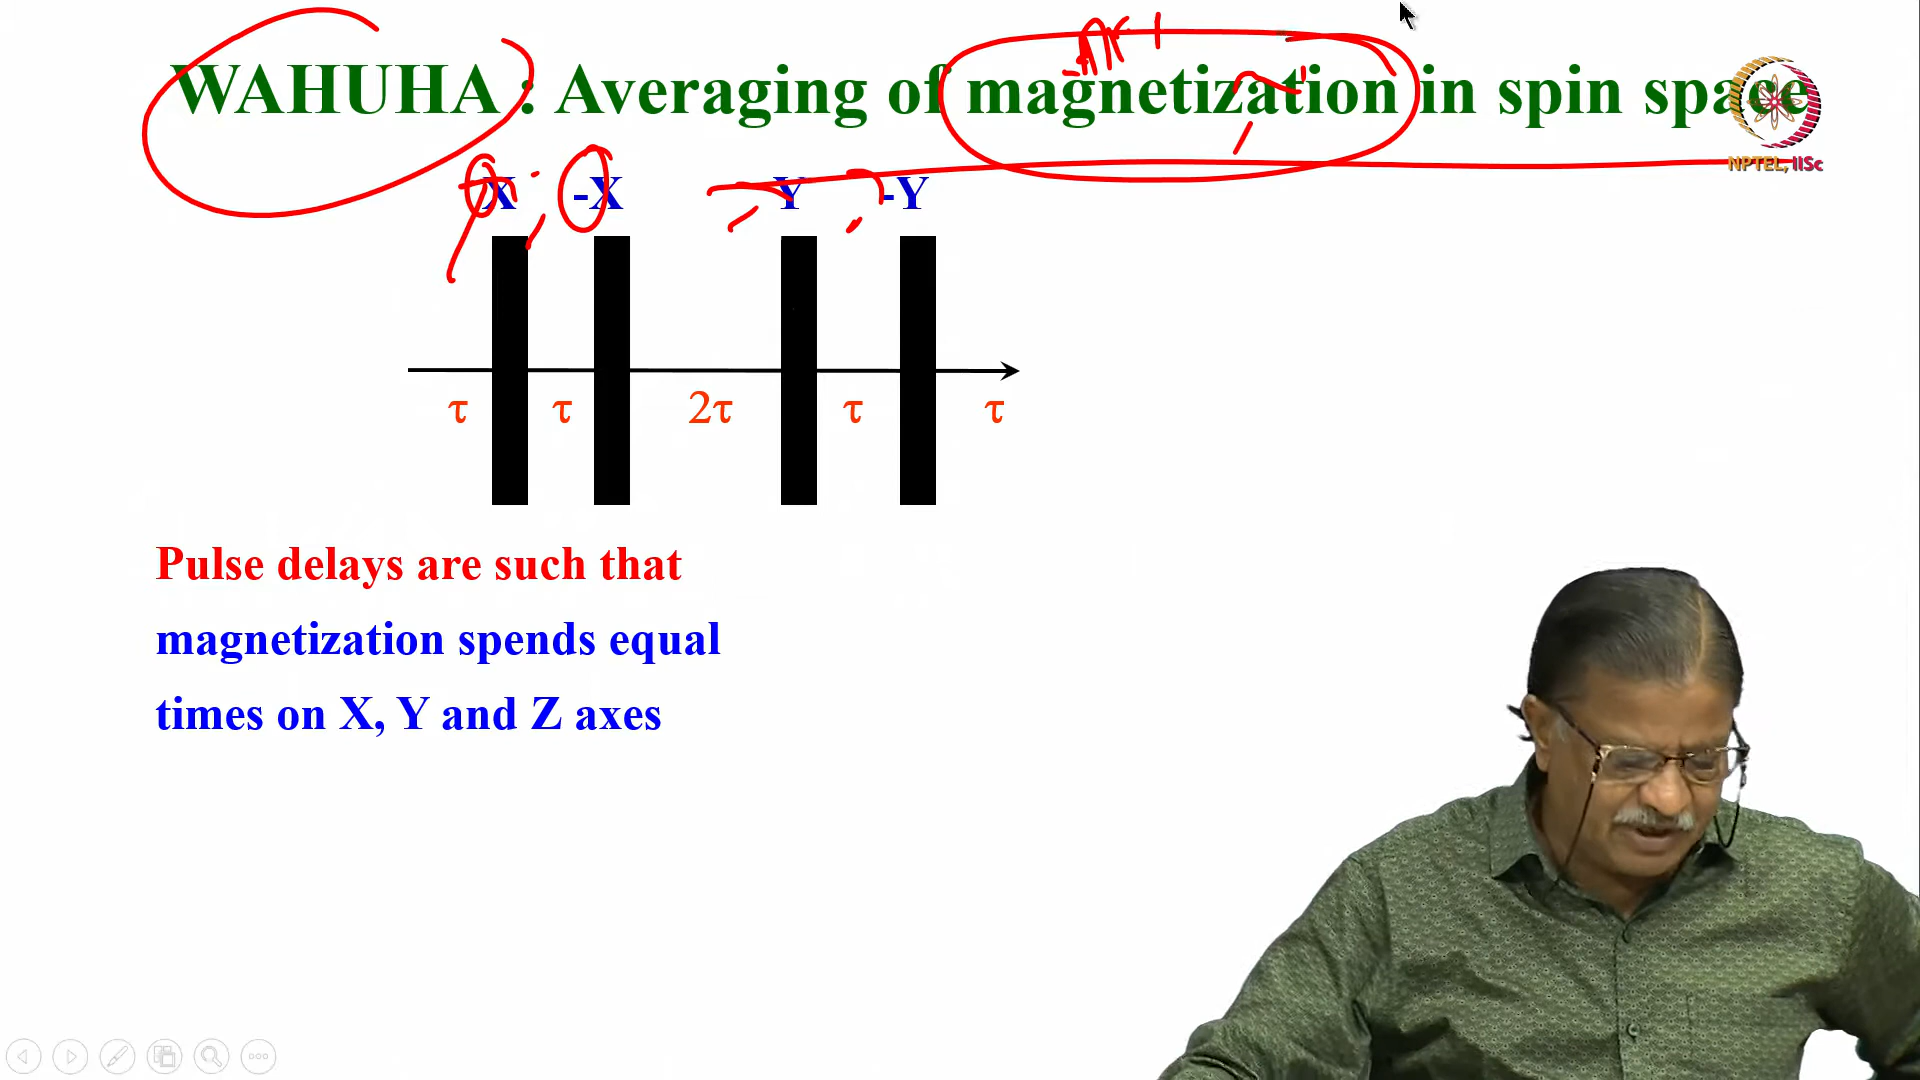 WAHUHA : Averaging of magnetization in spin space
NPTEL, IISc
X -X Y -Y
τ τ 2τ τ τ
Pulse delays are such that
magnetization spends equal
times on X, Y and Z axes